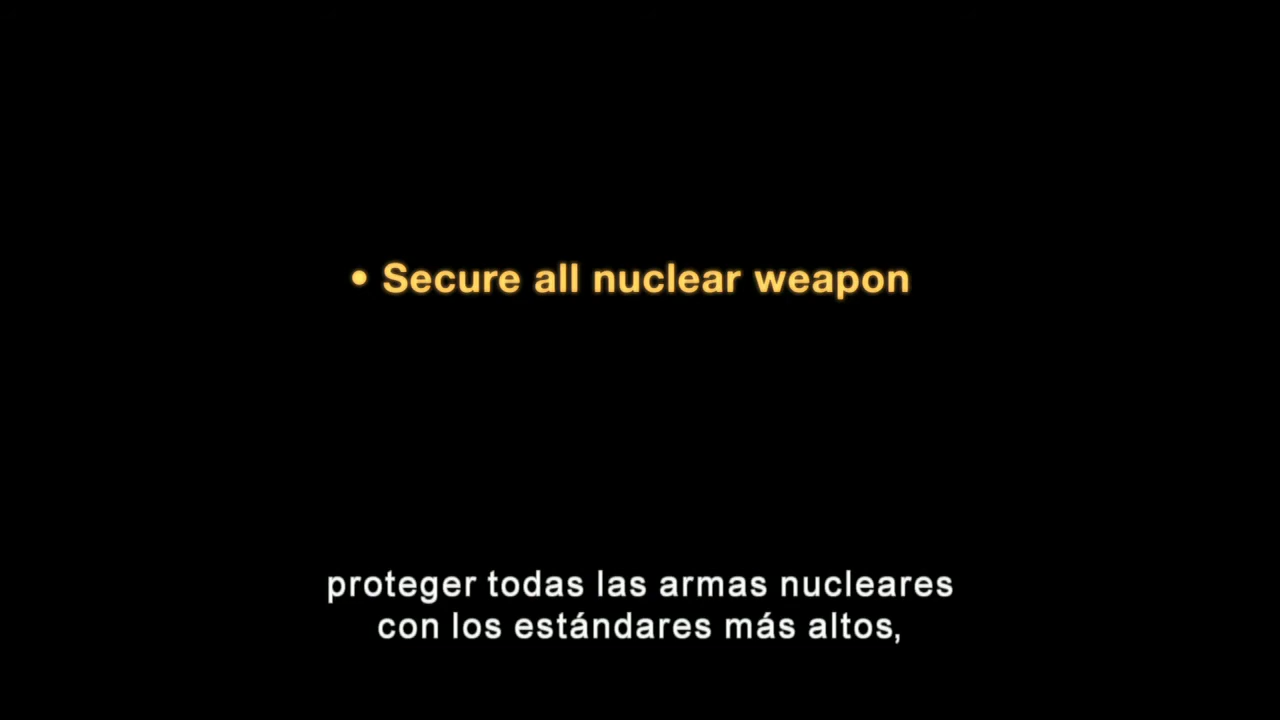 • Secure all nuclear weapon
proteger todas las armas nucleares
con los estándares más altos,